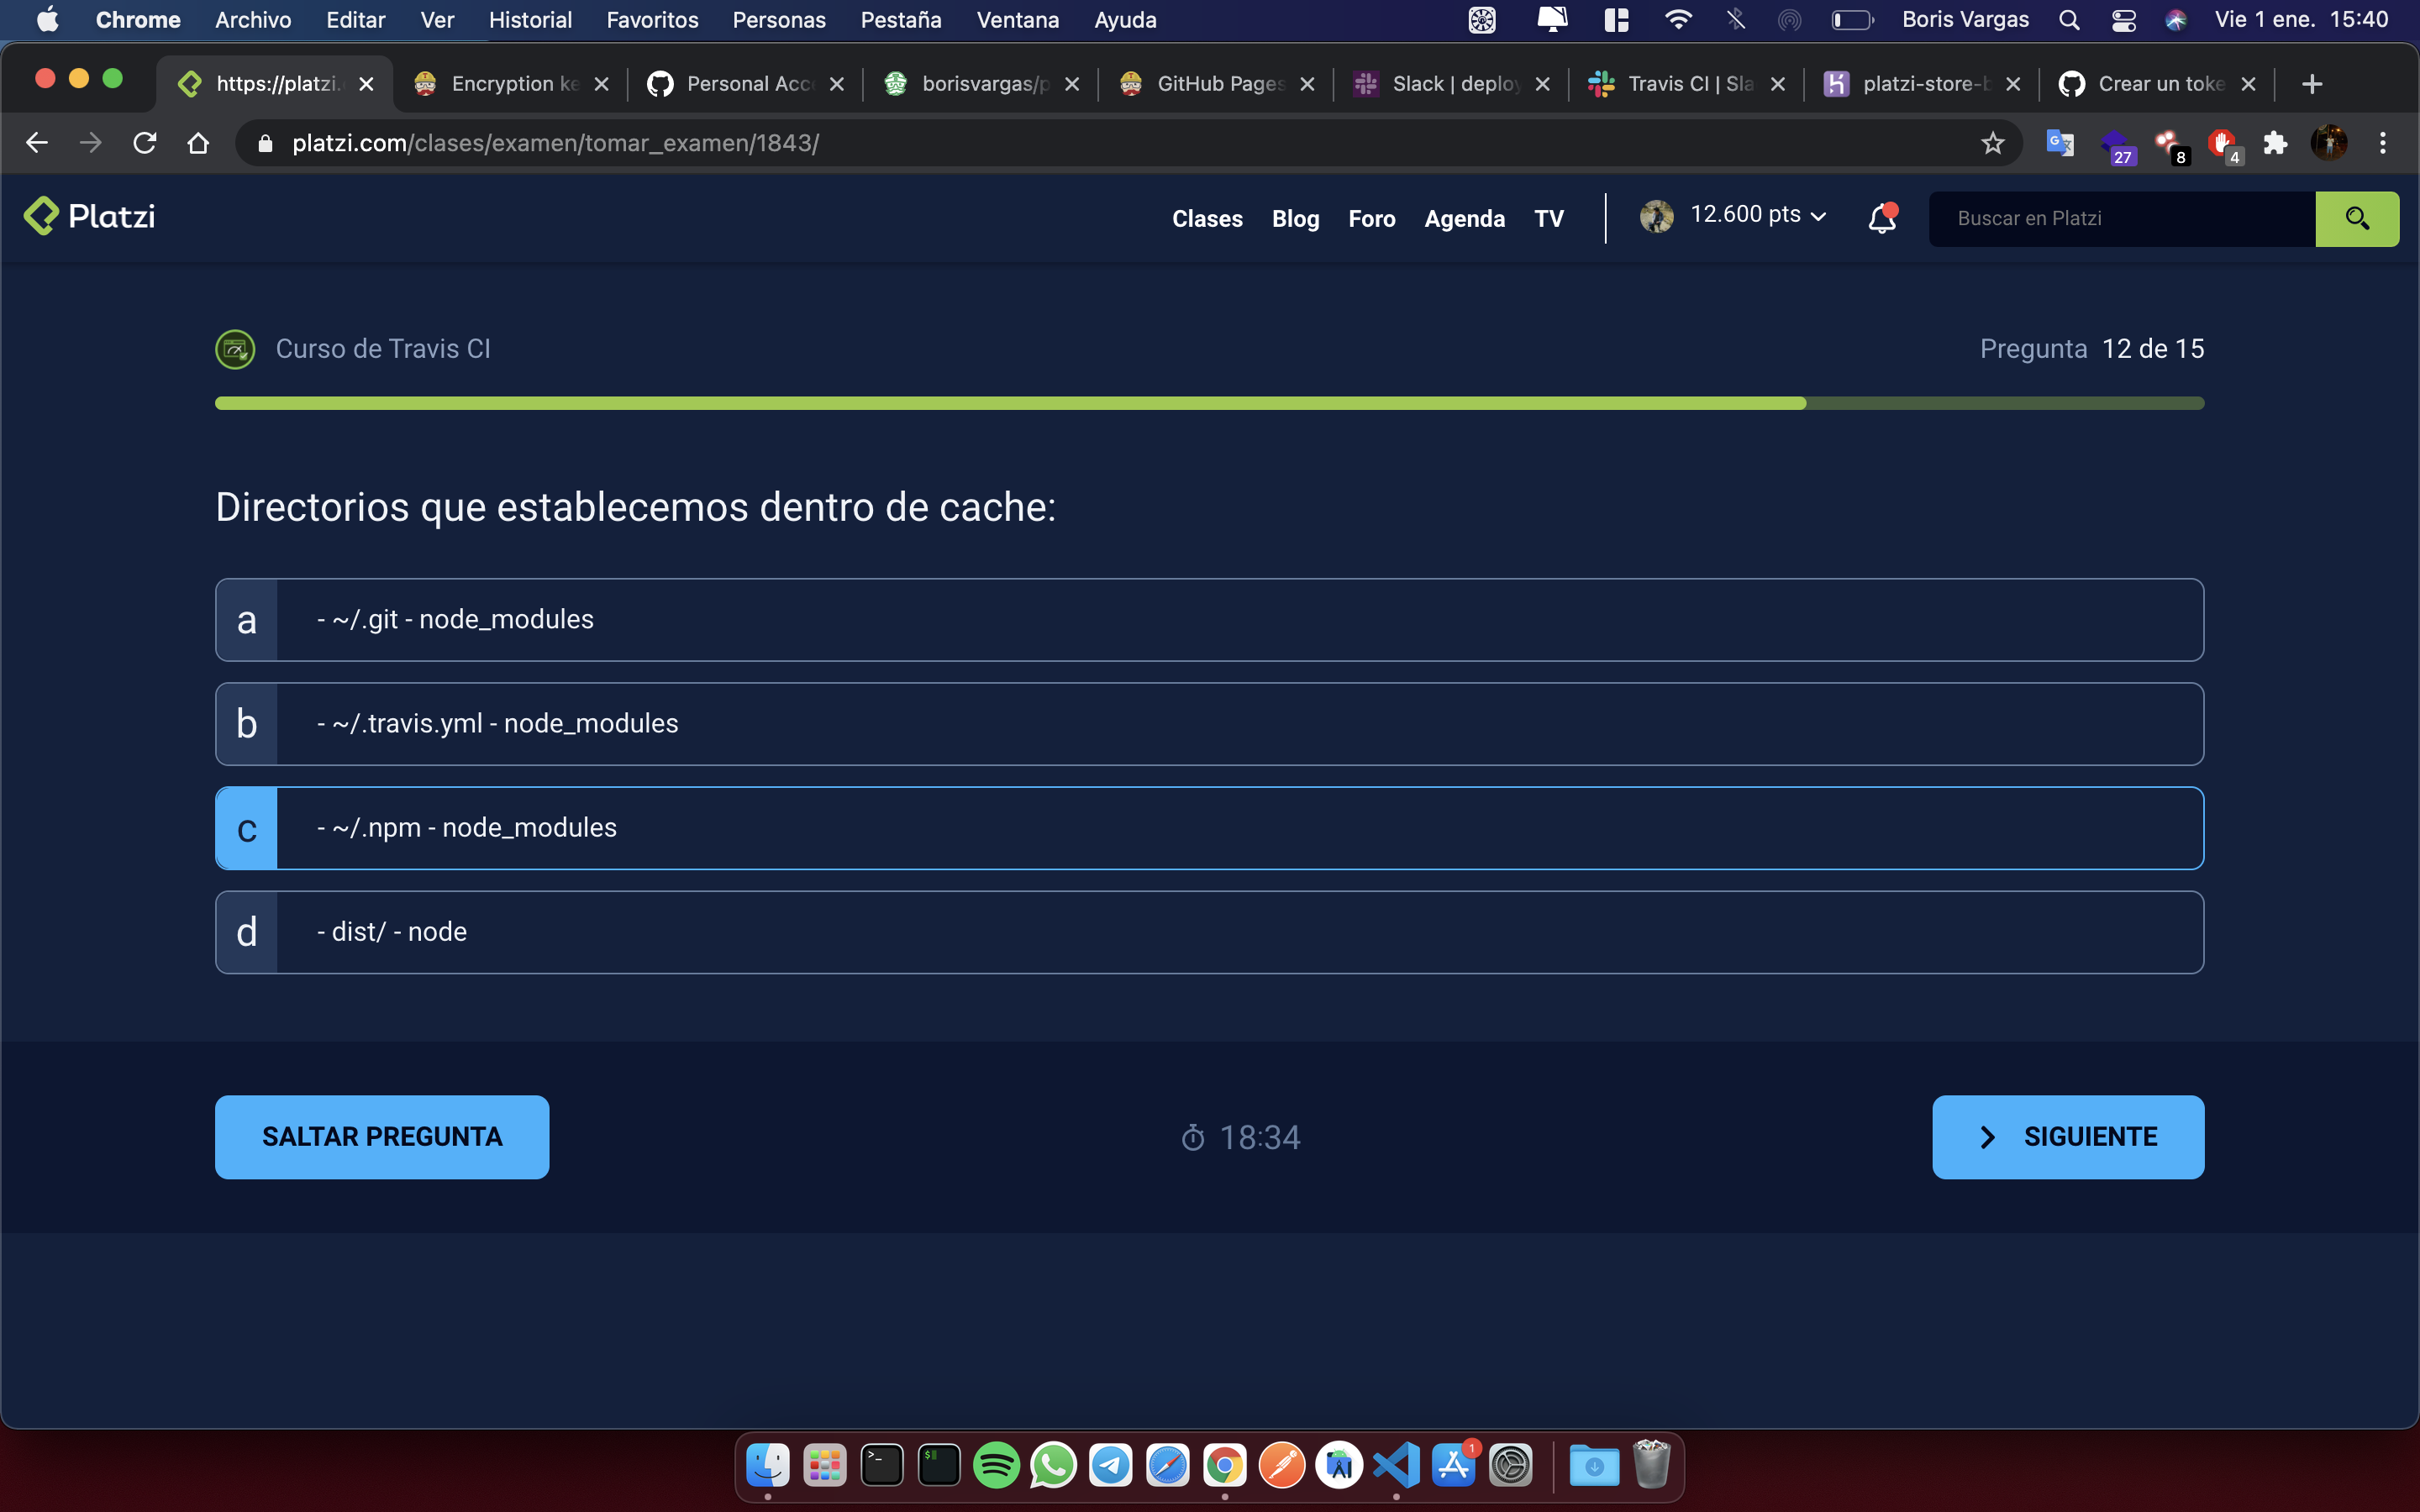 Chrome Archivo Editar Ver Historial Favoritos Personas Pestaña Ventana Ayuda Boris Vargas Vie 1 ene. 15:40
https://platzi. Encryption ke Personal Acc borisvargas/p GitHub Pages Slack | deploy Travis CI | Sla platzi-store-b Crear un toke
platzi.com/clases/examen/tomar_examen/1843/ 27 8 4
Platzi Clases Blog Foro Agenda TV 12.600 pts Buscar en Platzi
Curso de Travis CI Pregunta 12 de 15
Directorios que establecemos dentro de cache:
a - ~/.git - node_modules
b - ~/.travis.yml - node_modules
c - ~/.npm - node_modules
d - dist/ - node
SALTAR PREGUNTA 18:34 SIGUIENTE
1